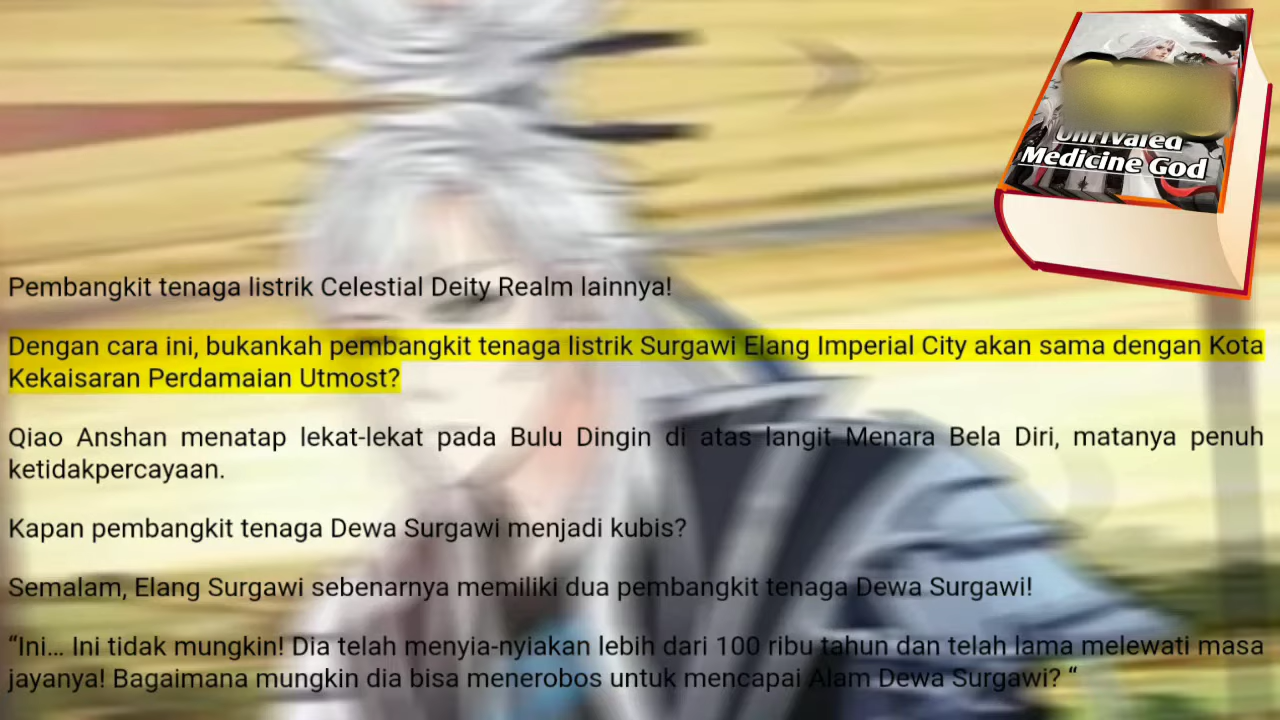 Unrivaled
Medicine God
Pembangkit tenaga listrik Celestial Deity Realm lainnya!
Dengan cara ini, bukankah pembangkit tenaga listrik Surgawi Elang Imperial City akan sama dengan Kota
Kekaisaran Perdamaian Utmost?
Qiao Anshan menatap lekat-lekat pada Bulu Dingin di atas langit Menara Bela Diri, matanya penuh
ketidakpercayaan.
Kapan pembangkit tenaga Dewa Surgawi menjadi kubis?
Semalam, Elang Surgawi sebenarnya memiliki dua pembangkit tenaga Dewa Surgawi!
“Ini… Ini tidak mungkin! Dia telah menyia-nyiakan lebih dari 100 ribu tahun dan telah lama melewati masa
jayanya! Bagaimana mungkin dia bisa menerobos untuk mencapai Alam Dewa Surgawi? “